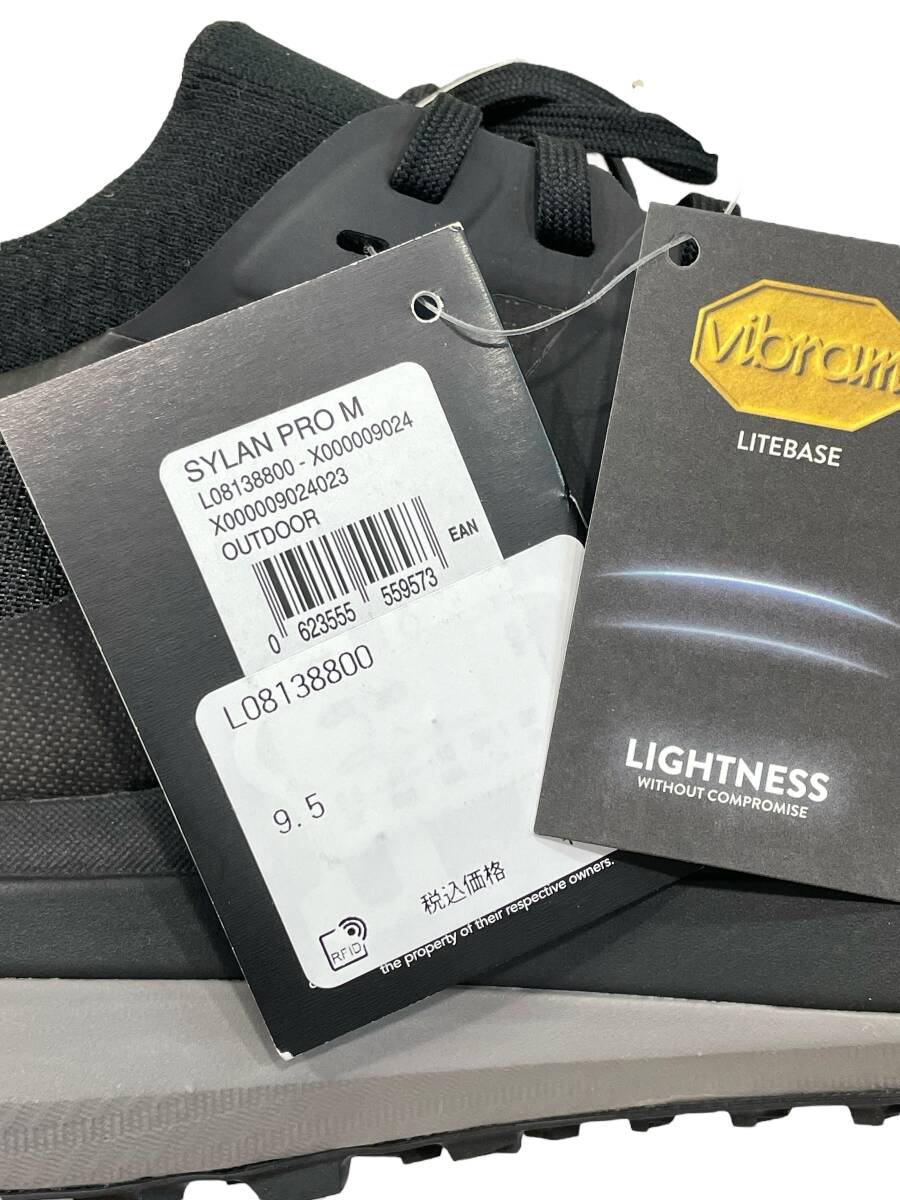 SYLAN PRO M
L08138800 - X000009024
X000009024023
OUTDOOR
EAN
0 623555 559573
L08138800
9.5
税込価格
RFID
the property of their respective owners.
vibram
LITEBASE
LIGHTNESS
WITHOUT COMPROMISE